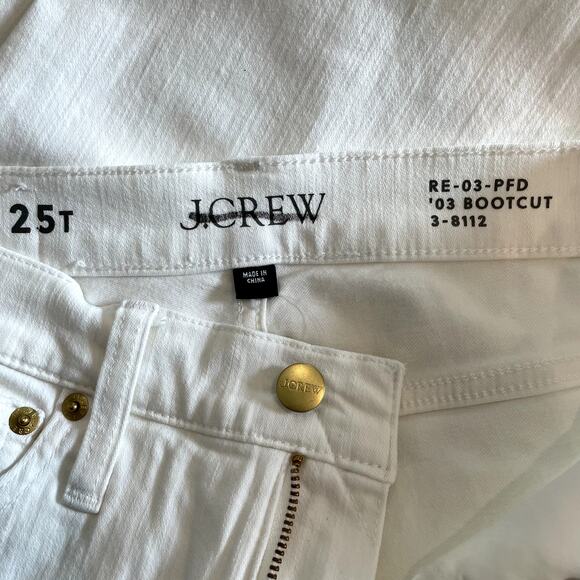 25T
J.CREW
RE-03-PFD
'03 BOOTCUT
3-8112
MADE IN
CHINA
J.CREW